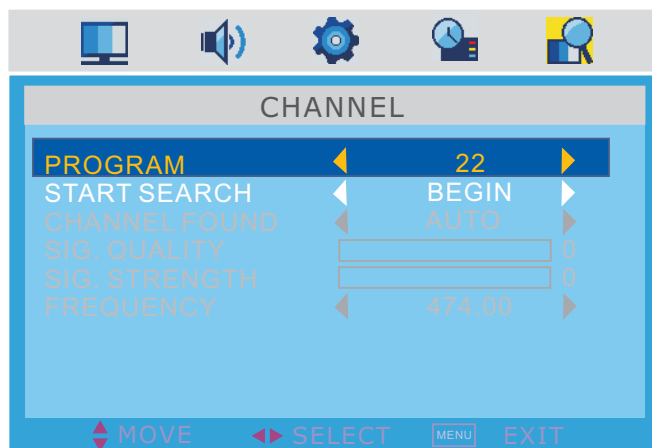 CHANNEL
PROGRAM 22
START SEARCH BEGIN
CHANNEL FOUND AUTO
SIG. QUALITY 0
SIG. STRENGTH 0
FREQUENCY 474.00
MOVE SELECT MENU EXIT